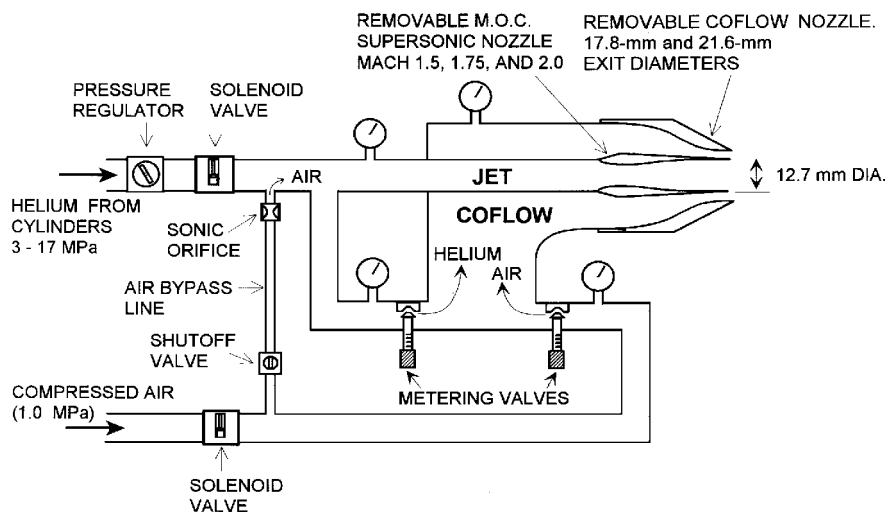 REMOVABLE M.O.C.
SUPERSONIC NOZZLE
MACH 1.5, 1.75, AND 2.0
REMOVABLE COFLOW NOZZLE.
17.8-mm and 21.6-mm
EXIT DIAMETERS
PRESSURE
REGULATOR
SOLENOID
VALVE
AIR
JET
12.7 mm DIA.
HELIUM FROM
CYLINDERS
3 - 17 MPa
SONIC
ORIFICE
COFLOW
HELIUM
AIR
AIR BYPASS
LINE
SHUTOFF
VALVE
METERING VALVES
COMPRESSED AIR
(1.0 MPa)
SOLENOID
VALVE